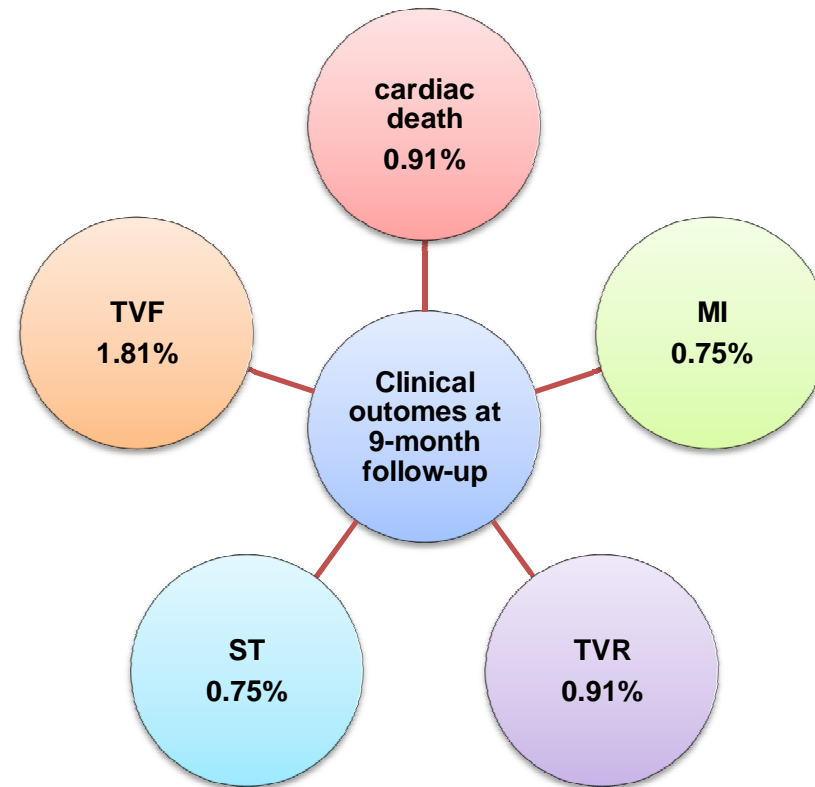 cardiac
death
0.91%
TVF
1.81%
MI
0.75%
Clinical
outomes at
9-month
follow-up
ST
0.75%
TVR
0.91%